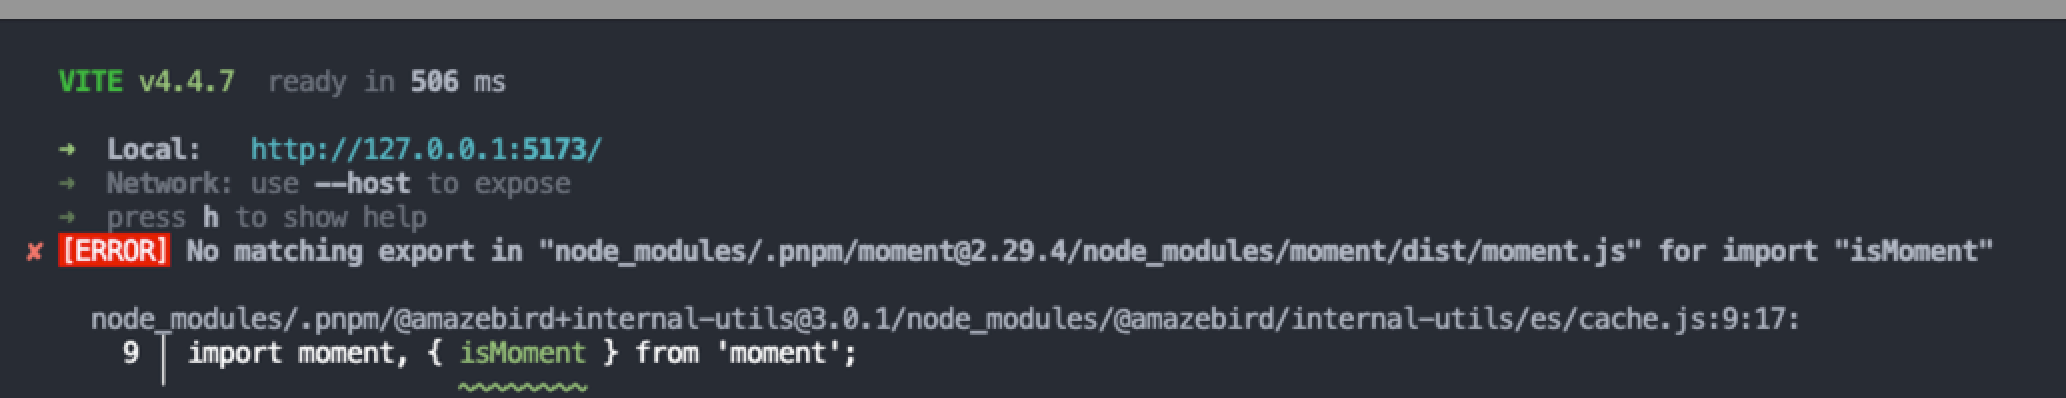 VITE v4.4.7 ready in 506 ms
➜ Local: http://127.0.0.1:5173/
➜ Network: use --host to expose
➜ press h to show help
✘ [ERROR] No matching export in "node_modules/.pnpm/moment@2.29.4/node_modules/moment/dist/moment.js" for import "isMoment"
node_modules/.pnpm/@amazebird+internal-utils@3.0.1/node_modules/@amazebird/internal-utils/es/cache.js:9:17:
9 │ import moment, { isMoment } from 'moment';